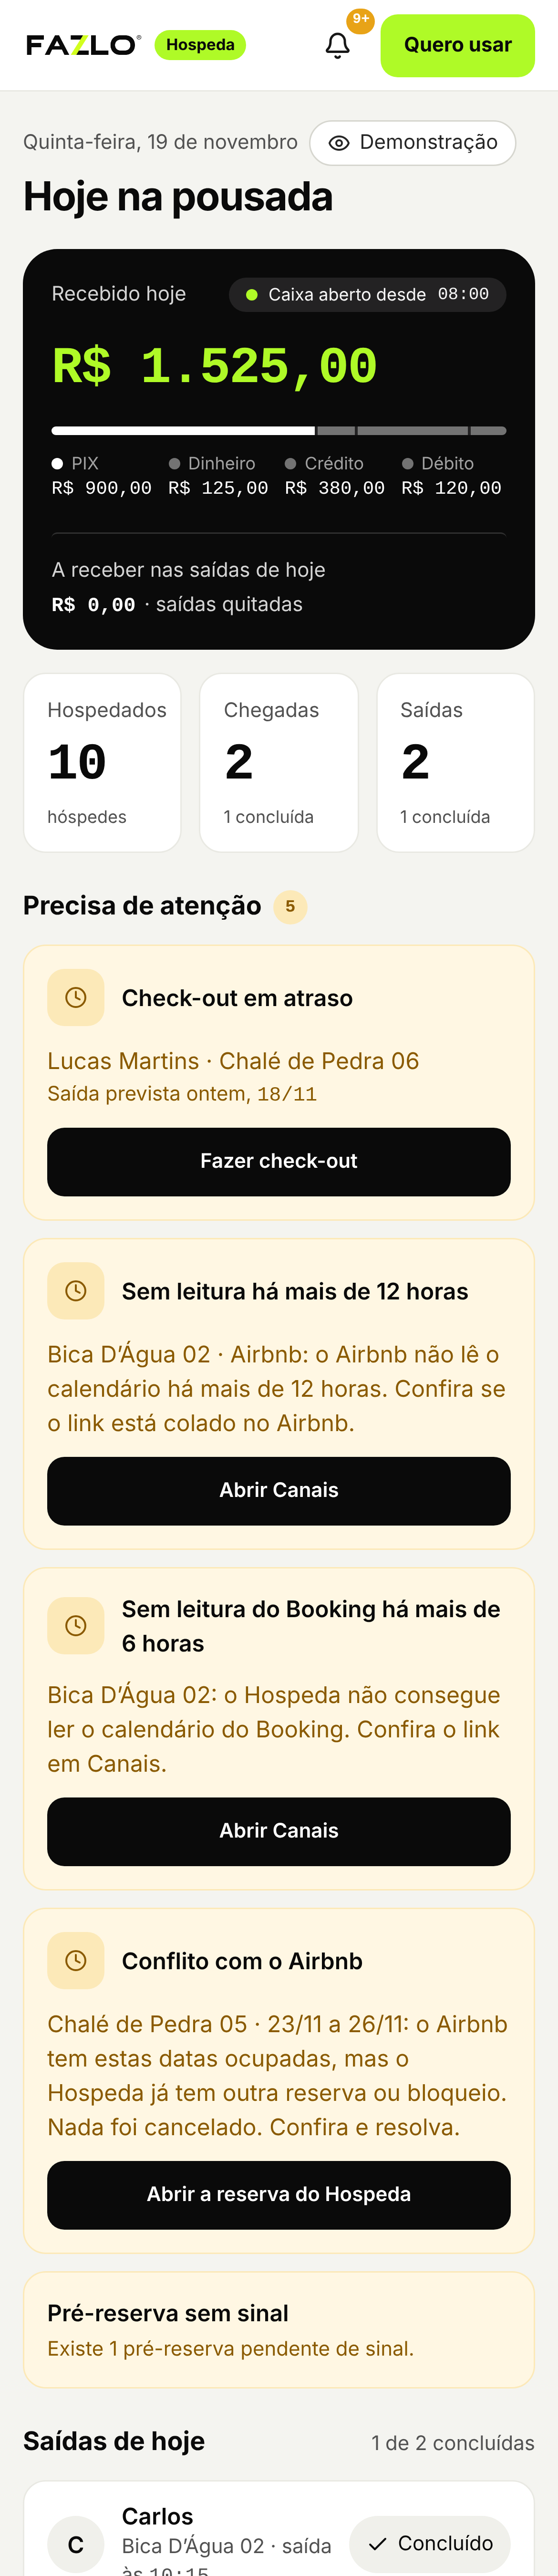 FAZLO® Hospeda 9+ Quero usar
Quinta-feira, 19 de novembro Demonstração
Hoje na pousada
Recebido hoje Caixa aberto desde 08:00
R$ 1.525,00
PIX Dinheiro Crédito Débito
R$ 900,00 R$ 125,00 R$ 380,00 R$ 120,00
A receber nas saídas de hoje
R$ 0,00 · saídas quitadas
Hospedados Chegadas Saídas
10 2 2
hóspedes 1 concluída 1 concluída
Precisa de atenção 5
Check-out em atraso
Lucas Martins · Chalé de Pedra 06
Saída prevista ontem, 18/11
Fazer check-out
Sem leitura há mais de 12 horas
Bica D’Água 02 · Airbnb: o Airbnb não lê o
calendário há mais de 12 horas. Confira se
o link está colado no Airbnb.
Abrir Canais
Sem leitura do Booking há mais de
6 horas
Bica D’Água 02: o Hospeda não consegue
ler o calendário do Booking. Confira o link
em Canais.
Abrir Canais
Conflito com o Airbnb
Chalé de Pedra 05 · 23/11 a 26/11: o Airbnb
tem estas datas ocupadas, mas o
Hospeda já tem outra reserva ou bloqueio.
Nada foi cancelado. Confira e resolva.
Abrir a reserva do Hospeda
Pré-reserva sem sinal
Existe 1 pré-reserva pendente de sinal.
Saídas de hoje 1 de 2 concluídas
Carlos
C Bica D’Água 02 · saída Concluído
às 10:15